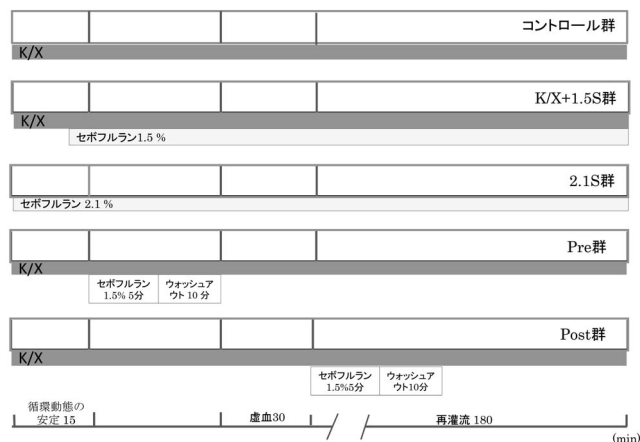 コントロール群
K/X
K/X+1.5S群
K/X
セボフルラン1.5 %
2.1S群
セボフルラン 2.1 %
Pre群
K/X
セボフルラン
1.5% 5分
ウォッシュア
ウト 10 分
Post群
K/X
セボフルラン
1.5%5分
ウォッシュア
ウト10分
循環動態の
安定 15
虚血30
再灌流 180
(min)